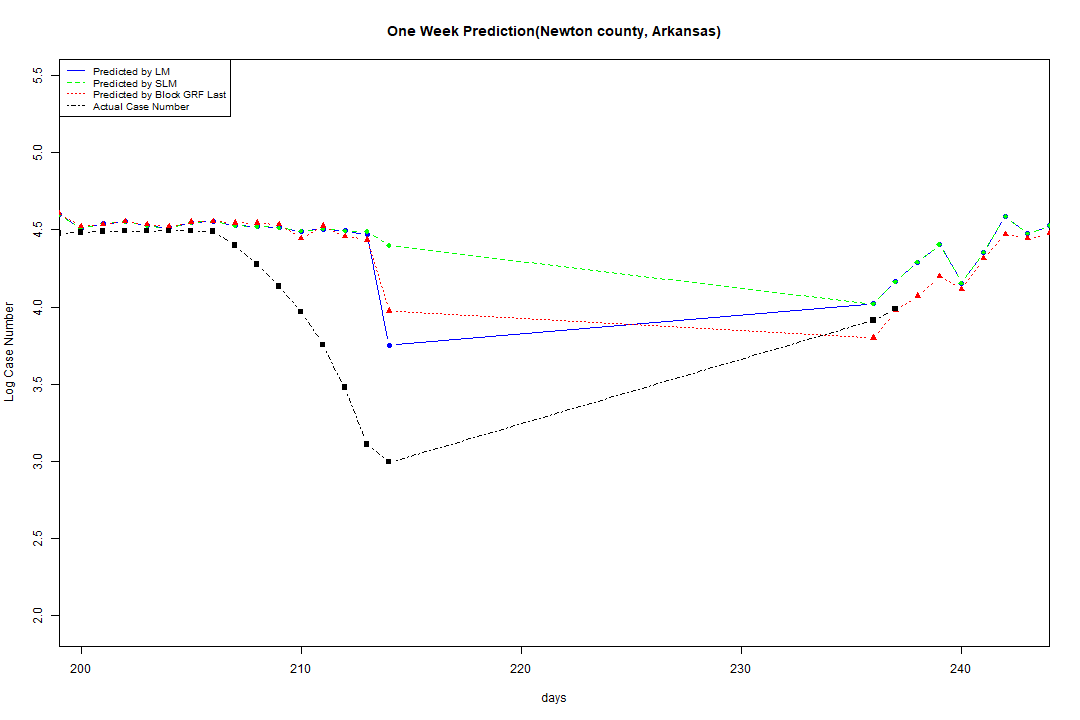 One Week Prediction(Newton county, Arkansas)
Predicted by LM
Predicted by SLM
Predicted by Block GRF Last
Actual Case Number
5.5
5.0
4.5
4.0
3.5
3.0
2.5
2.0
Log Case Number
200
210
220
230
240
days